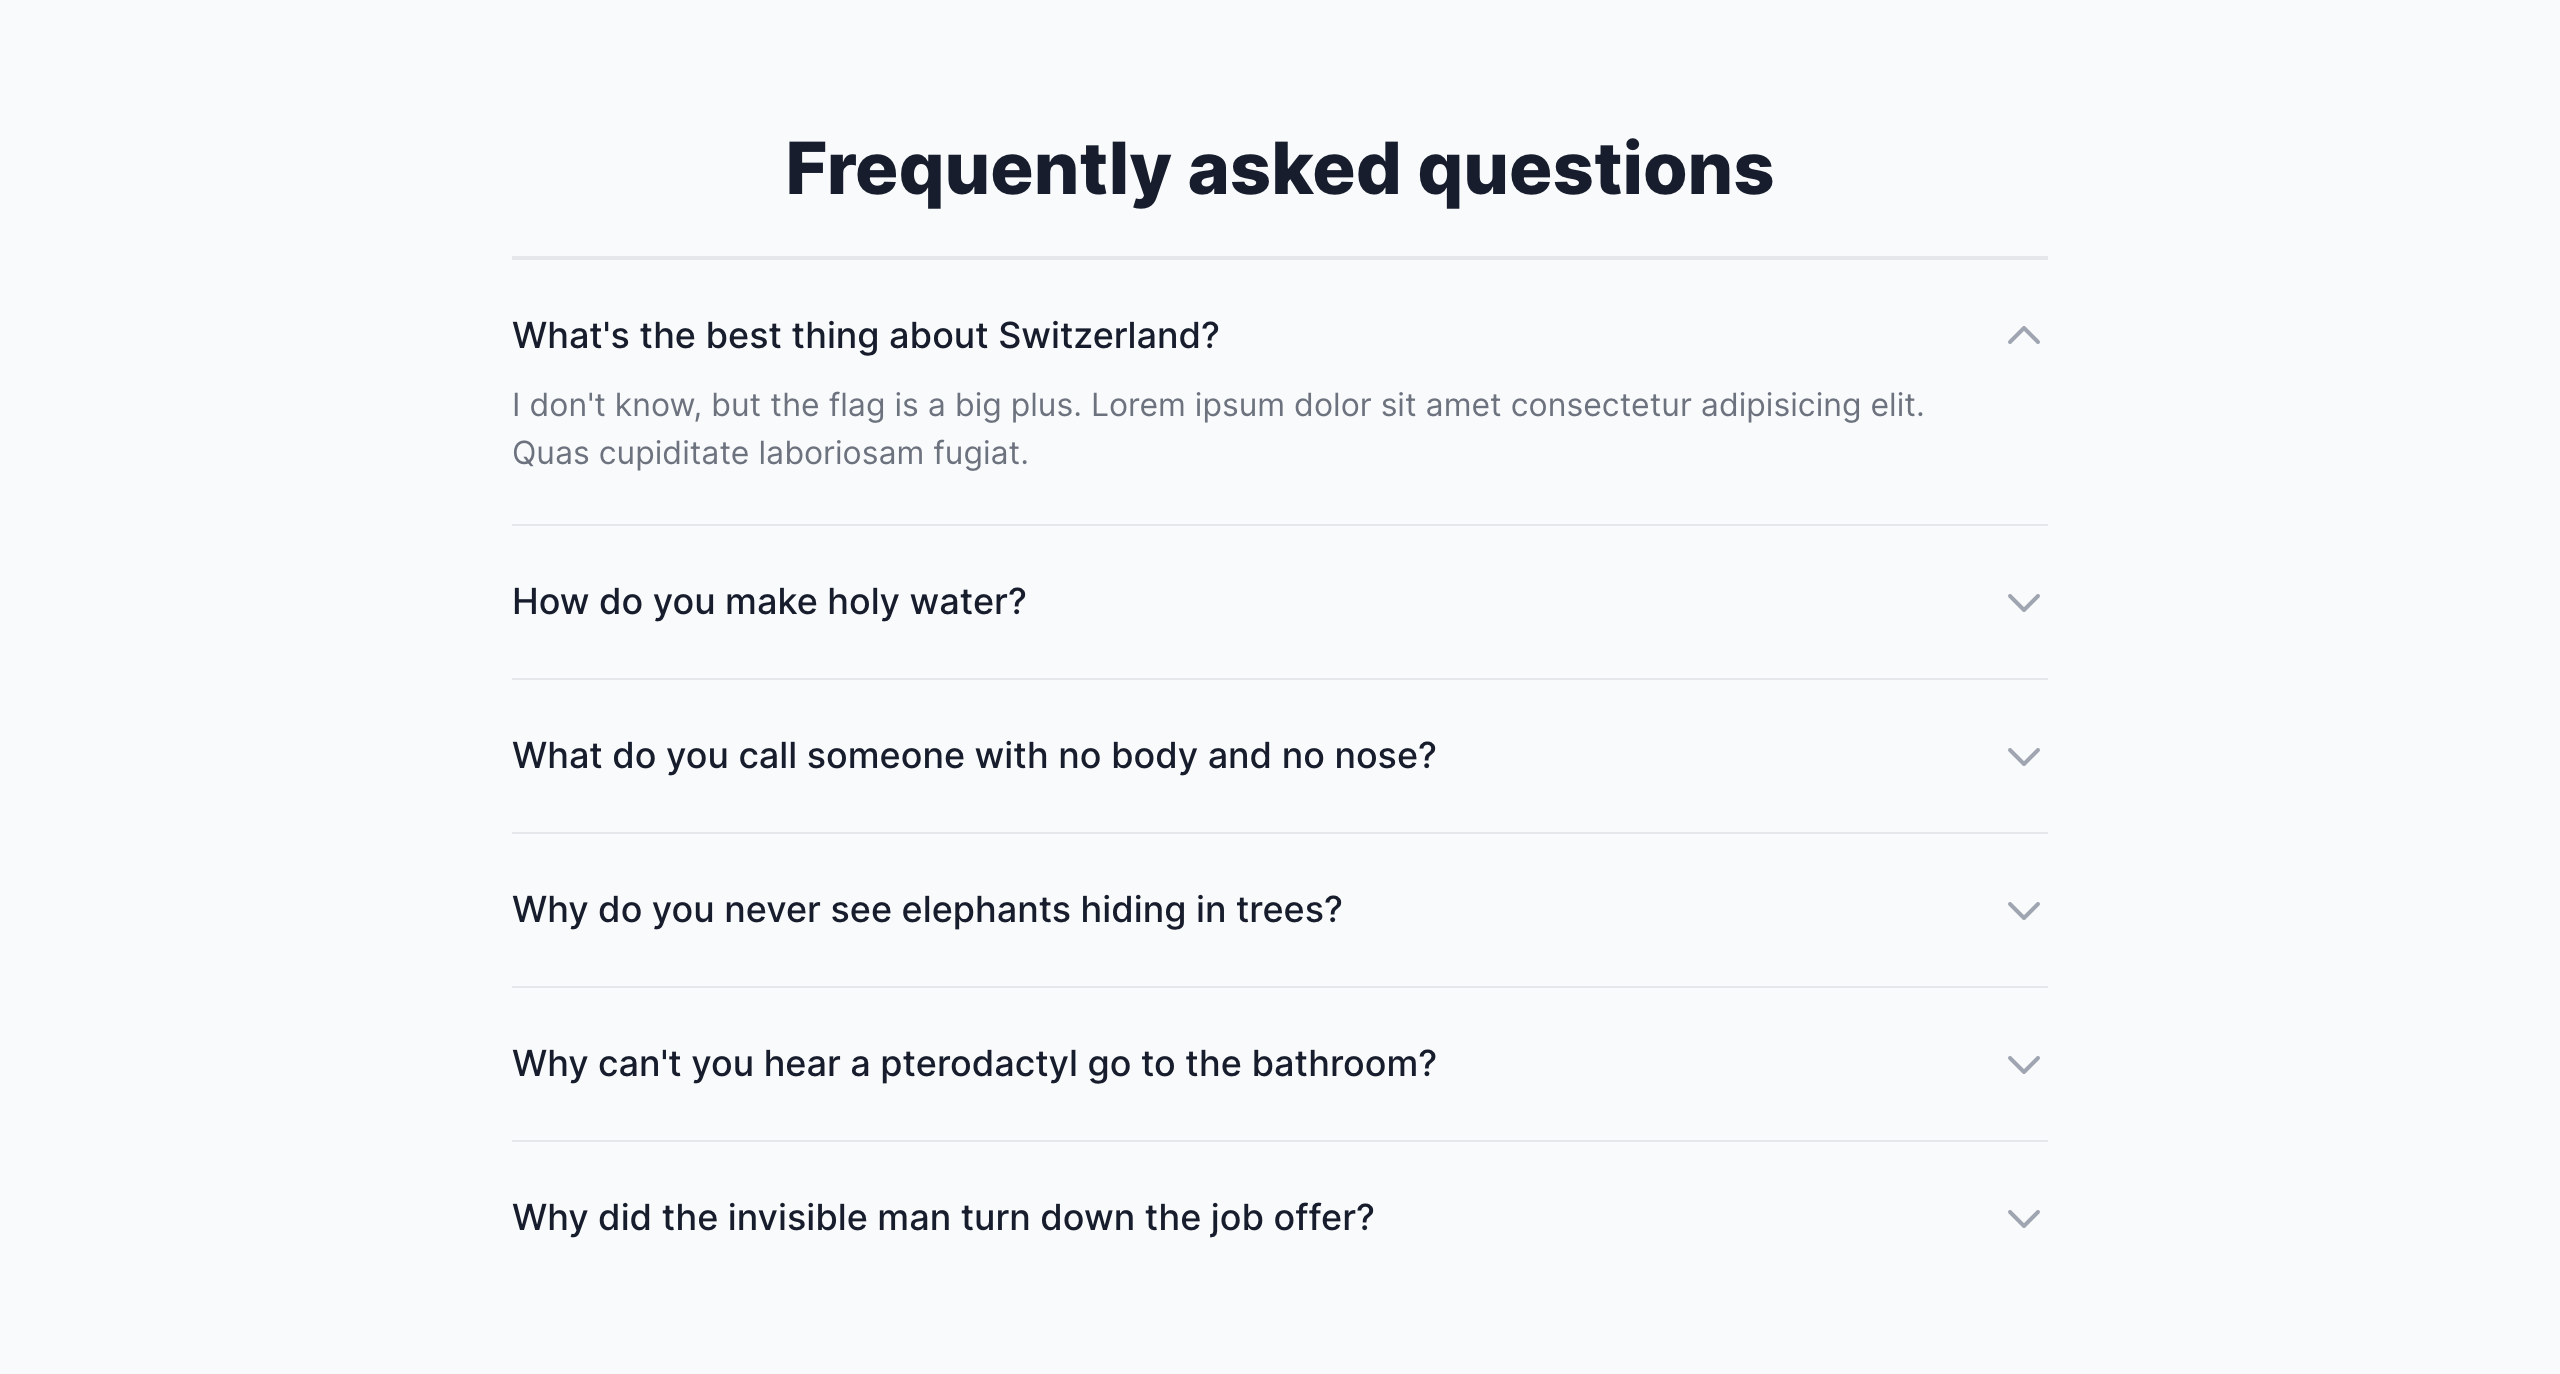 Frequently asked questions
What's the best thing about Switzerland?
I don't know, but the flag is a big plus. Lorem ipsum dolor sit amet consectetur adipisicing elit.
Quas cupiditate laboriosam fugiat.
How do you make holy water?
What do you call someone with no body and no nose?
Why do you never see elephants hiding in trees?
Why can't you hear a pterodactyl go to the bathroom?
Why did the invisible man turn down the job offer?